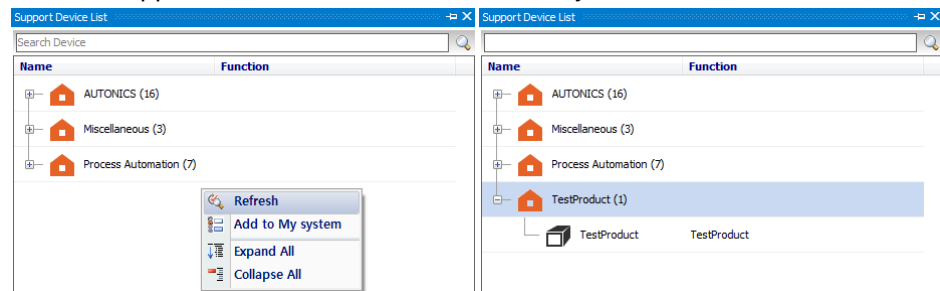 Support Device List
Search Device
Name Function
AUTONICS (16)
Miscellaneous (3)
Process Automation (7)
Refresh
Add to My system
Expand All
Collapse All
Support Device List
Name Function
AUTONICS (16)
Miscellaneous (3)
Process Automation (7)
TestProduct (1)
TestProduct TestProduct